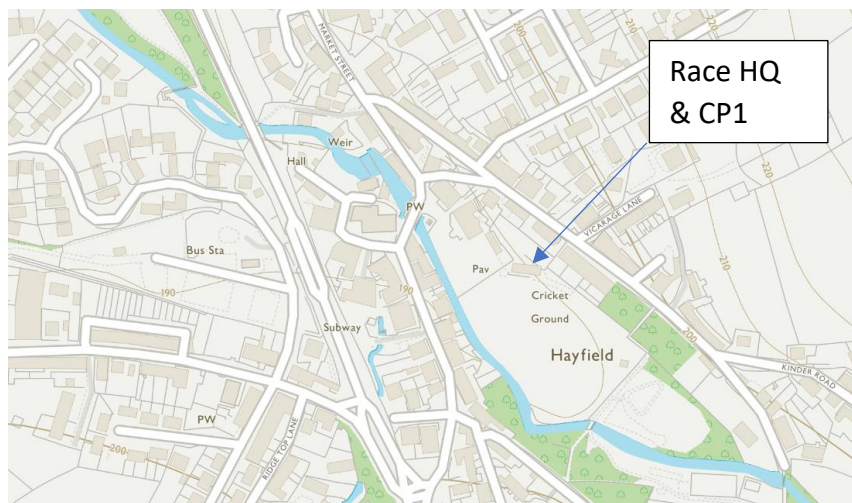 220
220
200
MARKET STREET
Race HQ
& CP1
Weir
Hall
PW
220
VICARAGE LANE
210
Bus Sta
Pav
190
190
Cricket
Ground
Subway
200
Hayfield
KINDER ROAD
PW
200
RIDGE TOP LANE